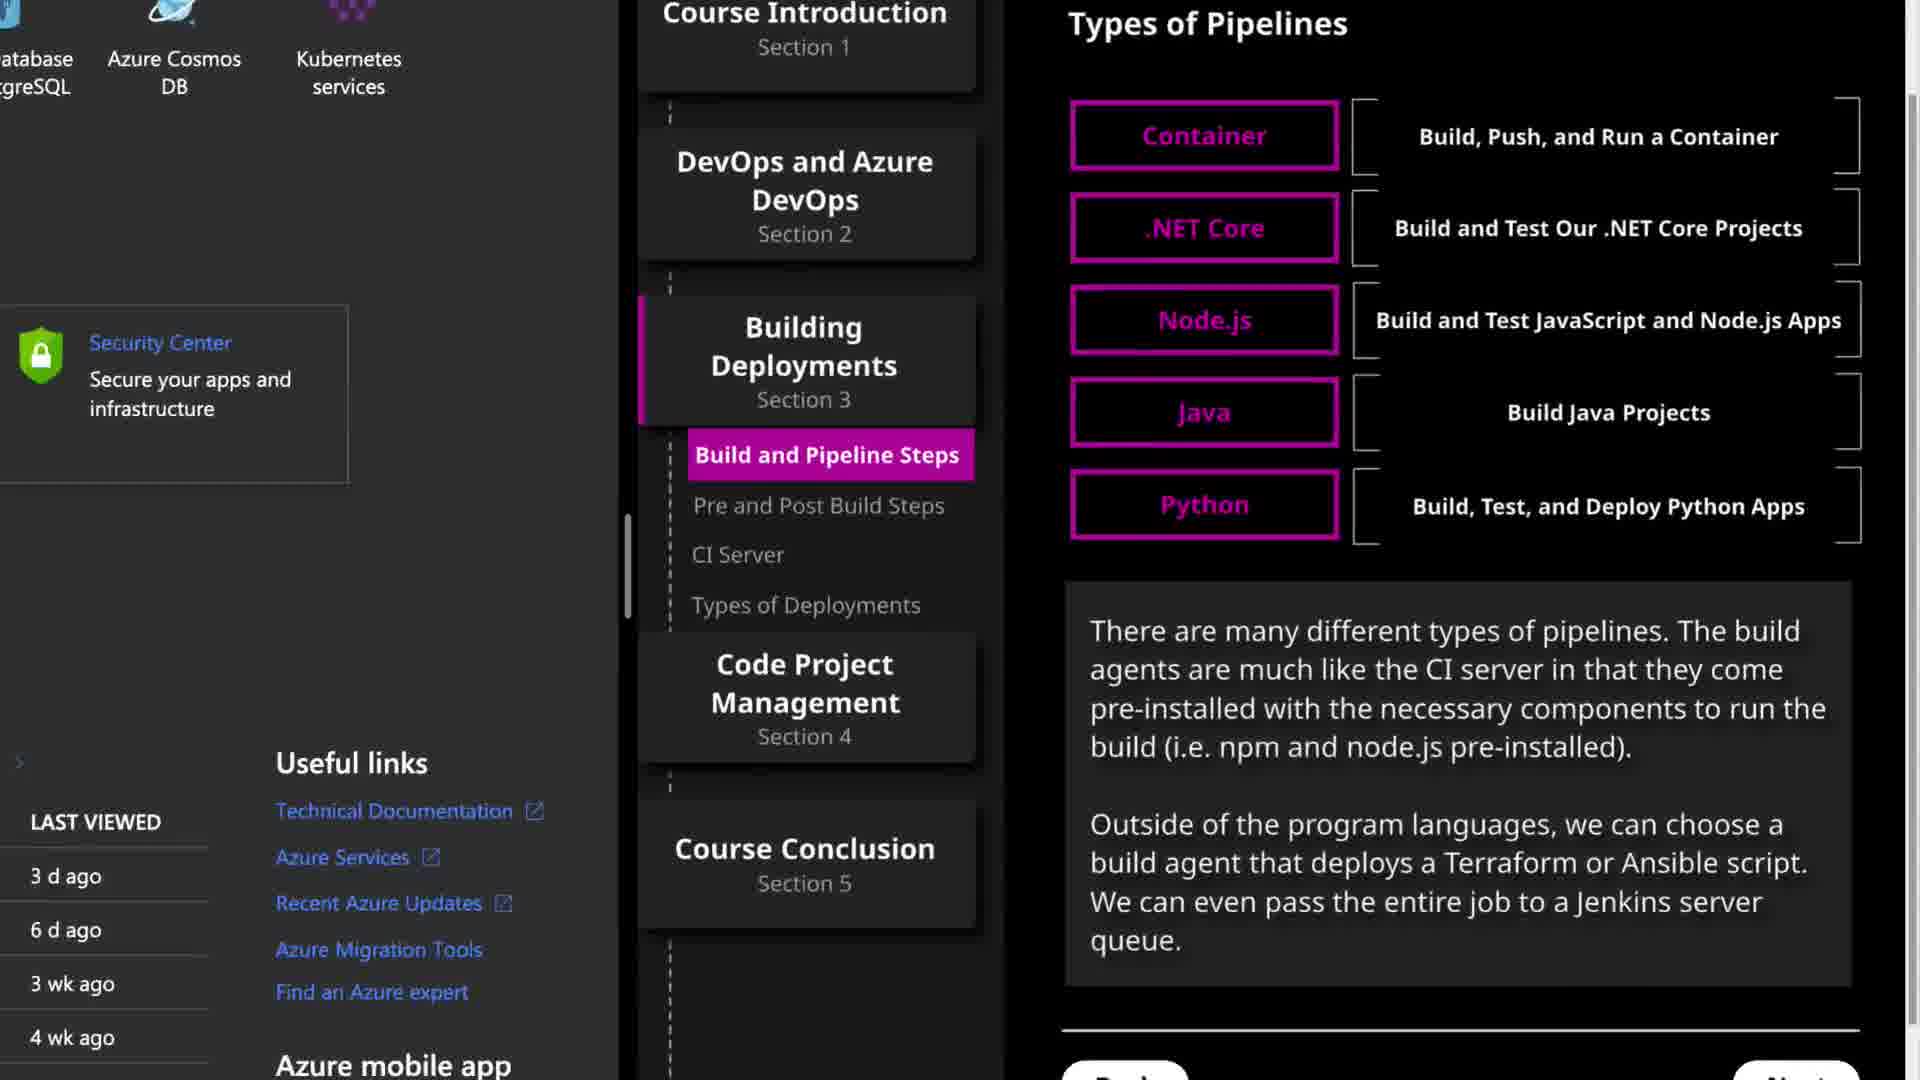 Azure Cosmos
DB
Kubernetes
services
Security Center
Secure your apps and
infrastructure
Useful links
Technical Documentation
Azure Services
Recent Azure Updates
Azure Migration Tools
Find an Azure expert
Azure mobile app
LAST VIEWED
3 d ago
6 d ago
3 wk ago
4 wk ago
Course Introduction
Section 1
DevOps and Azure
DevOps
Section 2
Building
Deployments
Section 3
Build and Pipeline Steps
Pre and Post Build Steps
CI Server
Types of Deployments
Code Project
Management
Section 4
Course Conclusion
Section 5
Types of Pipelines
Container
Build, Push, and Run a Container
.NET Core
Build and Test Our .NET Core Projects
Node.js
Build and Test JavaScript and Node.js Apps
Java
Build Java Projects
Python
Build, Test, and Deploy Python Apps
There are many different types of pipelines. The build
agents are much like the CI server in that they come
pre-installed with the necessary components to run the
build (i.e. npm and node.js pre-installed).
Outside of the program languages, we can choose a
build agent that deploys a Terraform or Ansible script.
We can even pass the entire job to a Jenkins server
queue.